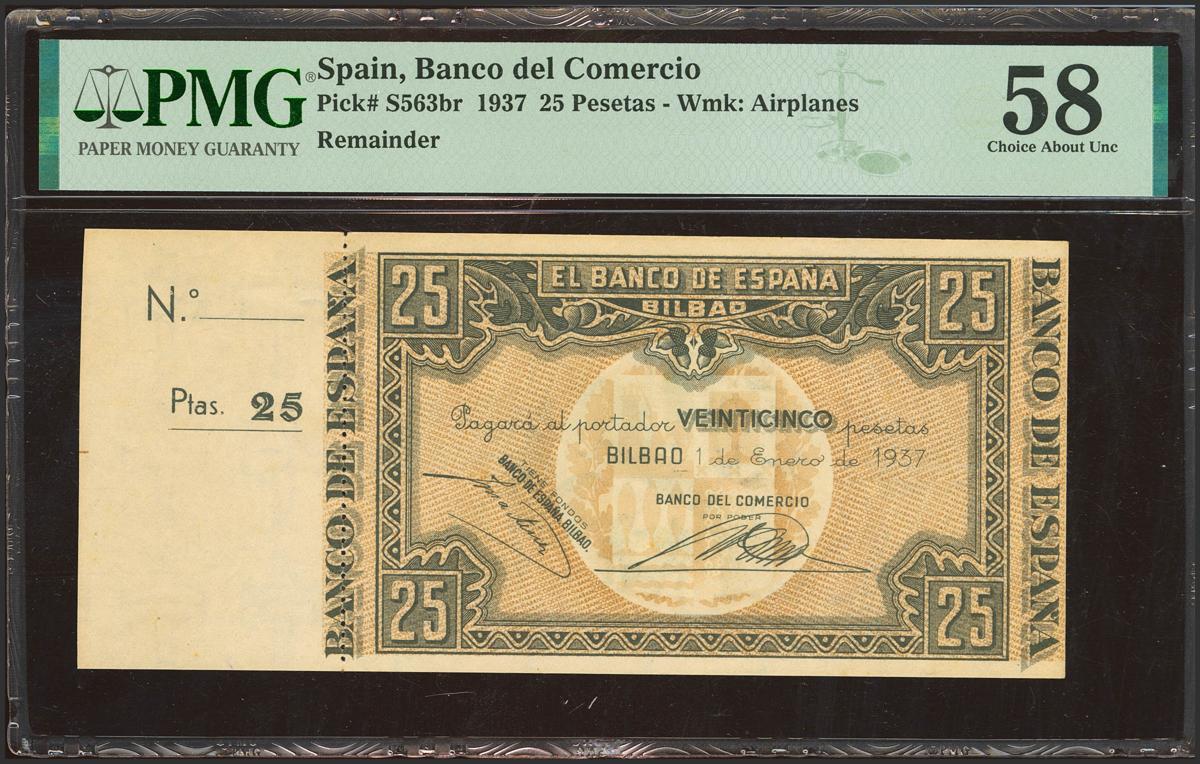 PMG®
PAPER MONEY GUARANTY
Spain, Banco del Comercio
Pick# S563br 1937 25 Pesetas - Wmk: Airplanes
Remainder
58
Choice About Unc
N.º
Ptas. 25
BANCO DE ESPAÑA
25
EL BANCO DE ESPAÑA
BILBAO
25
Pagará al portador VEINTICINCO pesetas
BILBAO 1 de Enero de 1937
TIENE FONDOS
BANCO DE ESPAÑA. BILBAO.
BANCO DEL COMERCIO
POR PODER
25
25
BANCO DE ESPAÑA